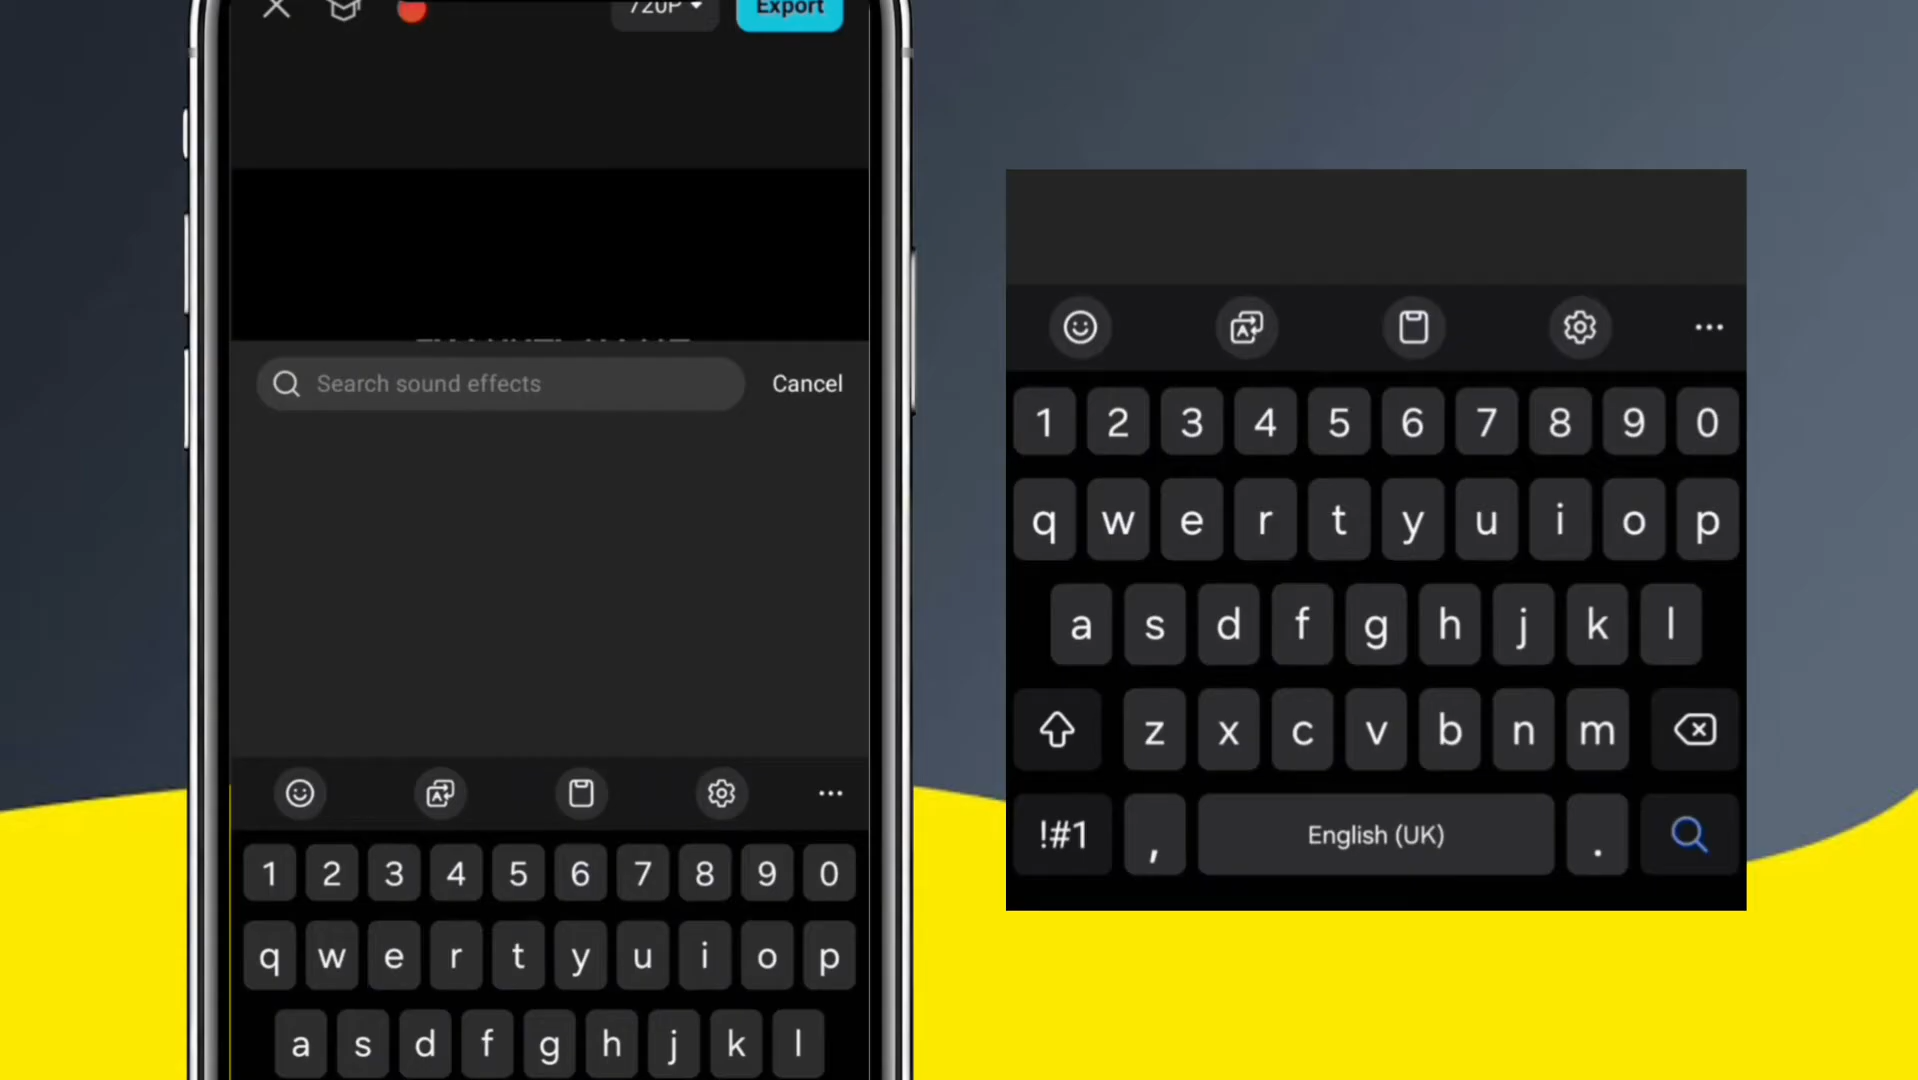 720P Export
Search sound effects Cancel
1 2 3 4 5 6 7 8 9 0
q w e r t y u i o p
a s d f g h j k l
1 2 3 4 5 6 7 8 9 0
q w e r t y u i o p
a s d f g h j k l
z x c v b n m
!#1 , English (UK) .